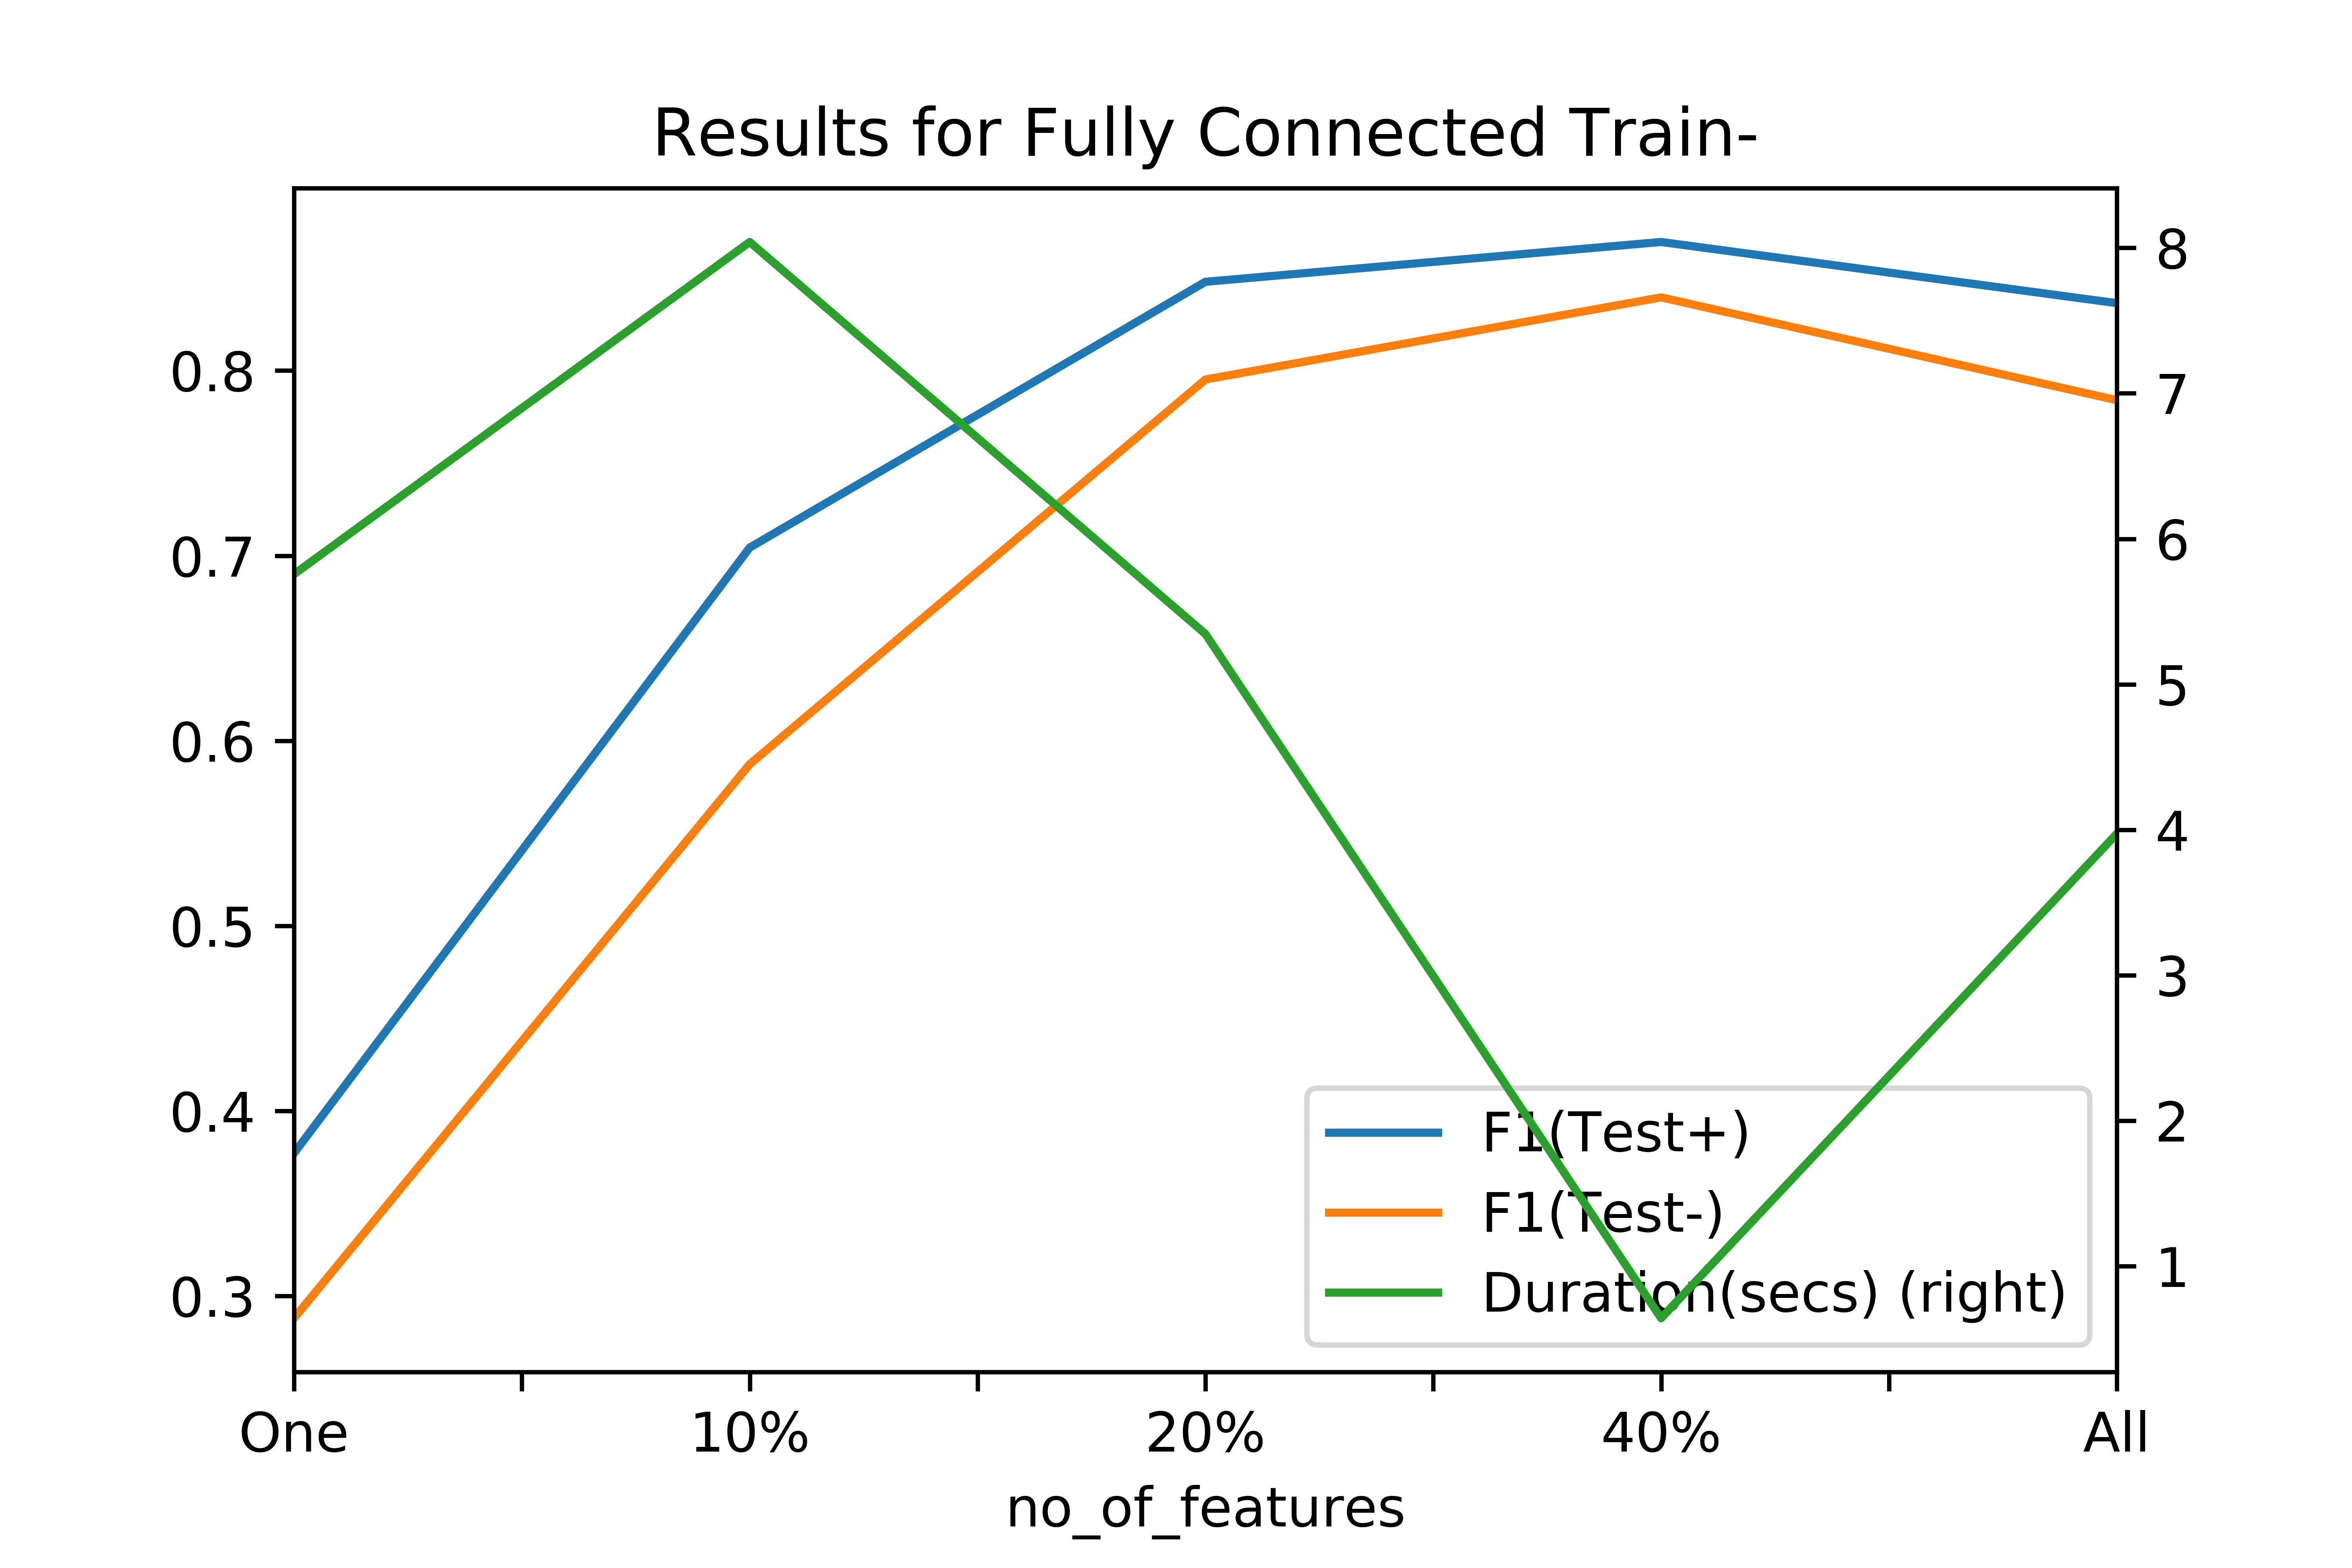 Results for Fully Connected Train-
0.8
0.7
0.6
0.5
0.4
0.3
8
7
6
5
4
3
2
1
F1(Test+)
F1(Test-)
Duration(secs) (right)
One 10% 20% 40% All
no_of_features